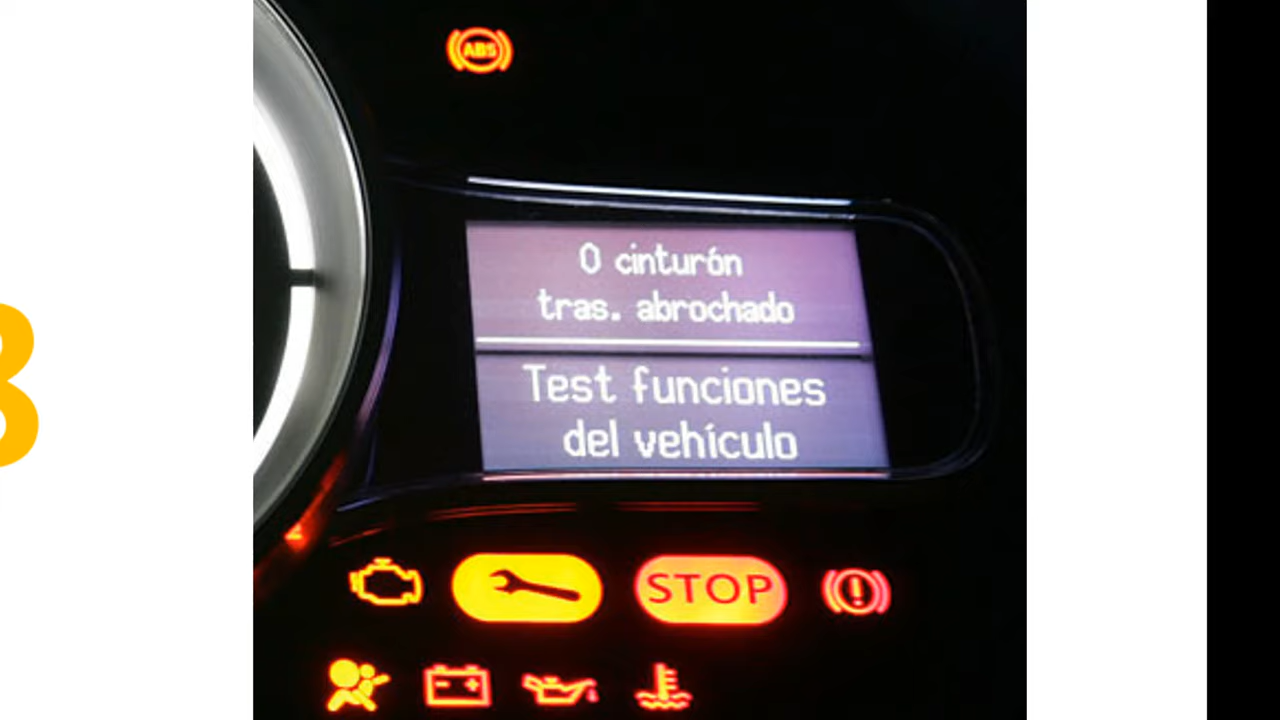 ABS
0 cinturón
tras. abrochado
Test funciones
del vehículo
STOP